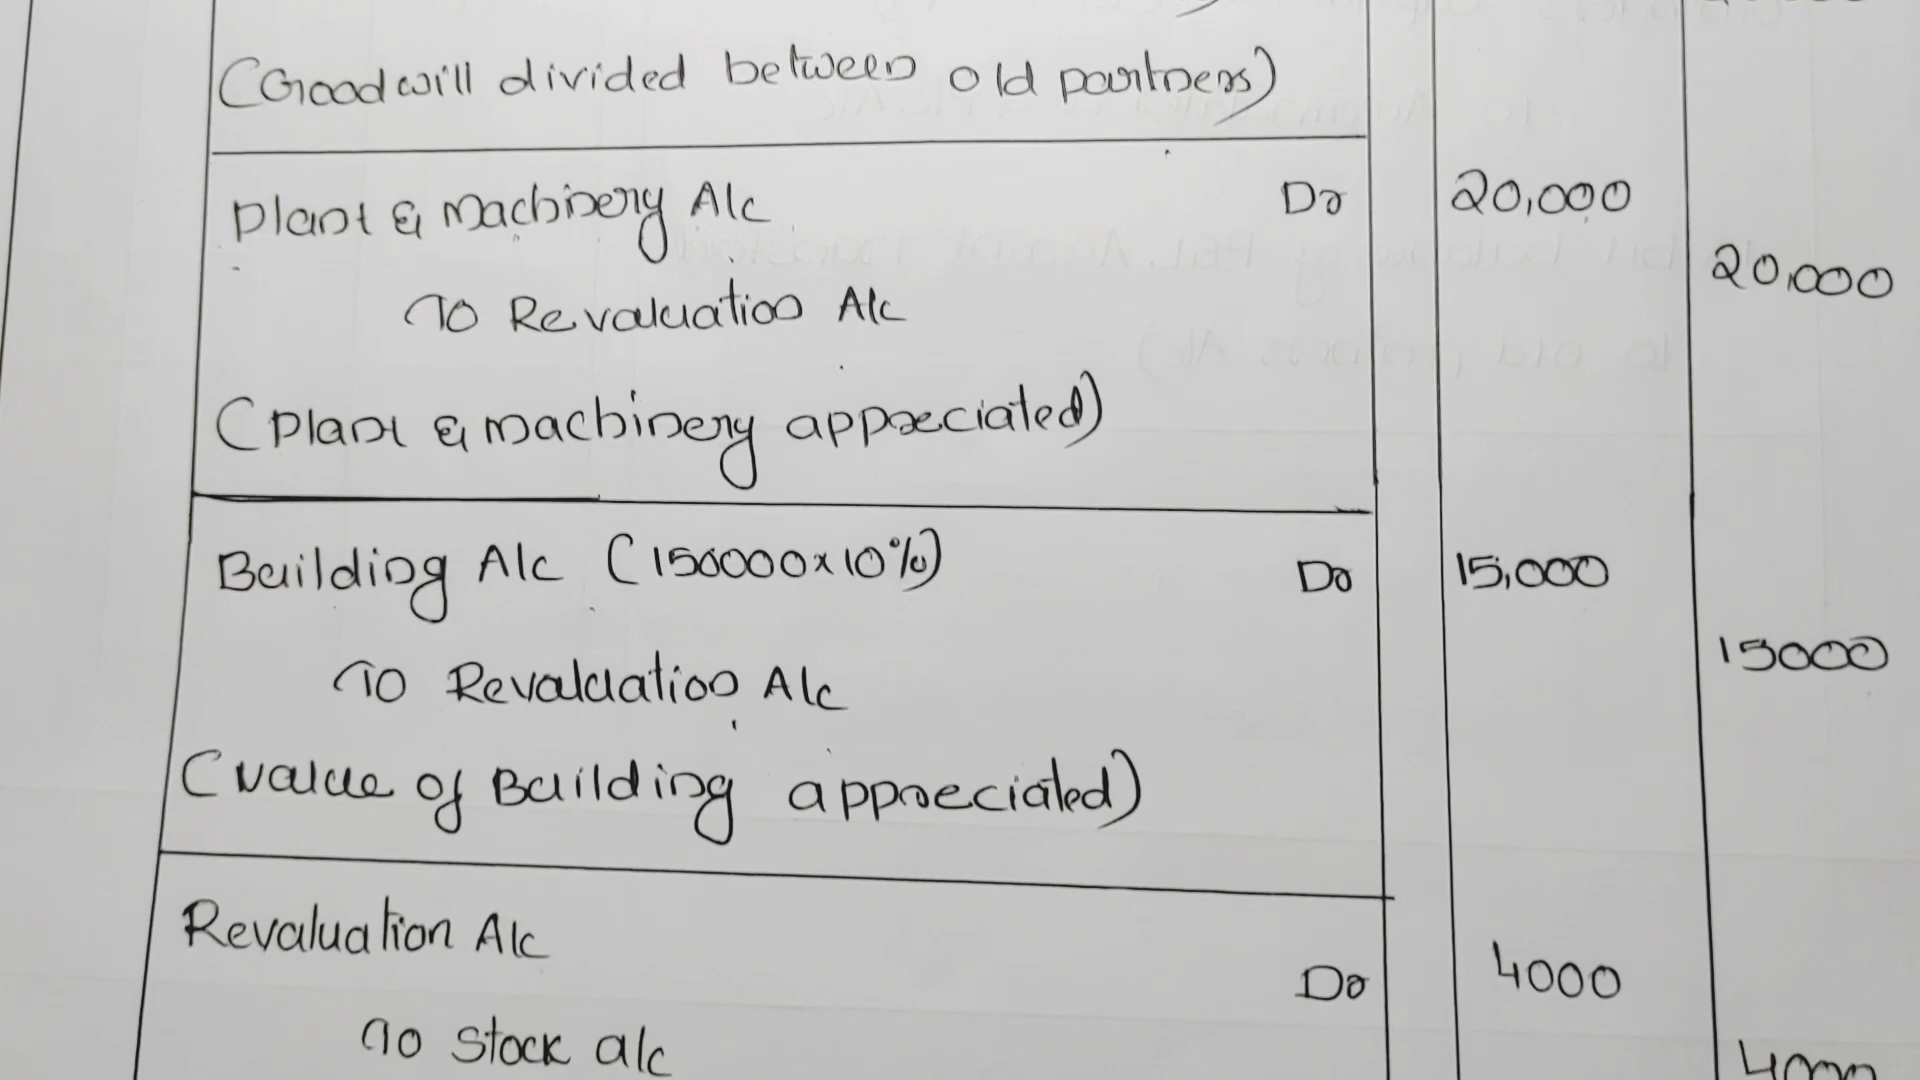 (Goodwill divided between old partners)
Plant & Machinery A/c Dr 20,000
To Revaluation A/c 20,000
(Plant & machinery appreciated)
Building A/c (150000x10%) Dr 15,000
To Revaluation A/c 15000
(value of Building appreciated)
Revaluation A/c Dr 4000
To Stock a/c 4000